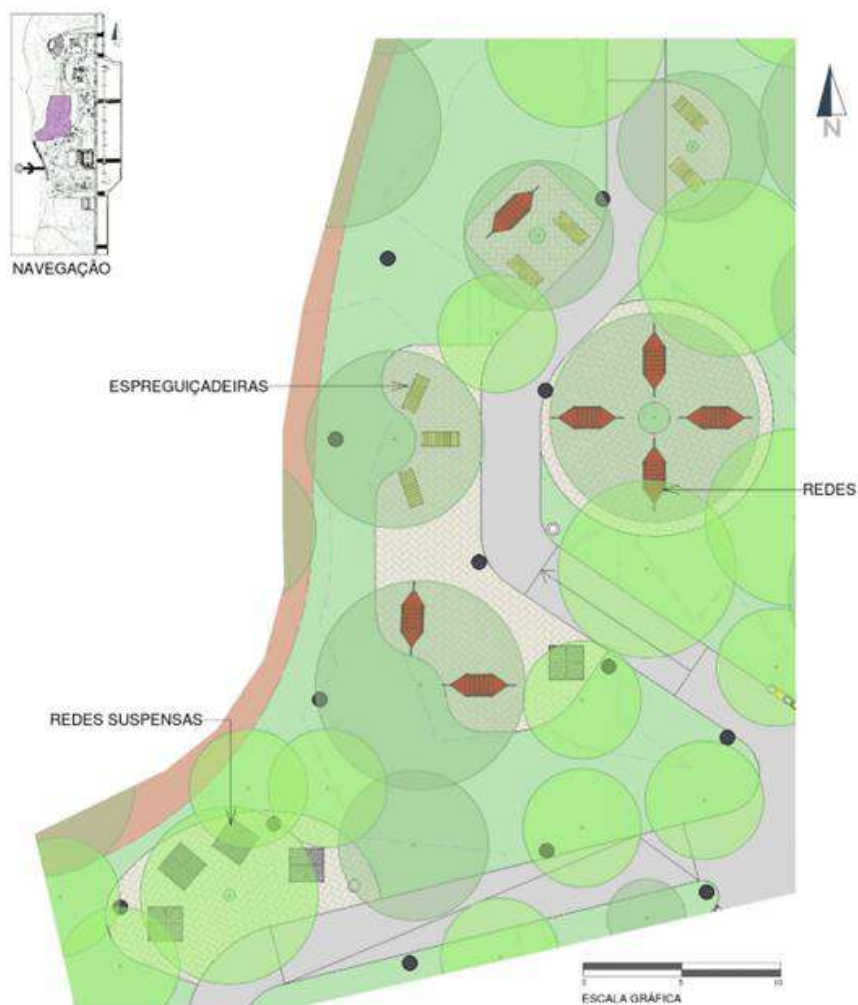 NAVEGAÇÃO
N
ESPREGUIÇADEIRAS
REDES
REDES SUSPENSAS
0 5 10
ESCALA GRÁFICA